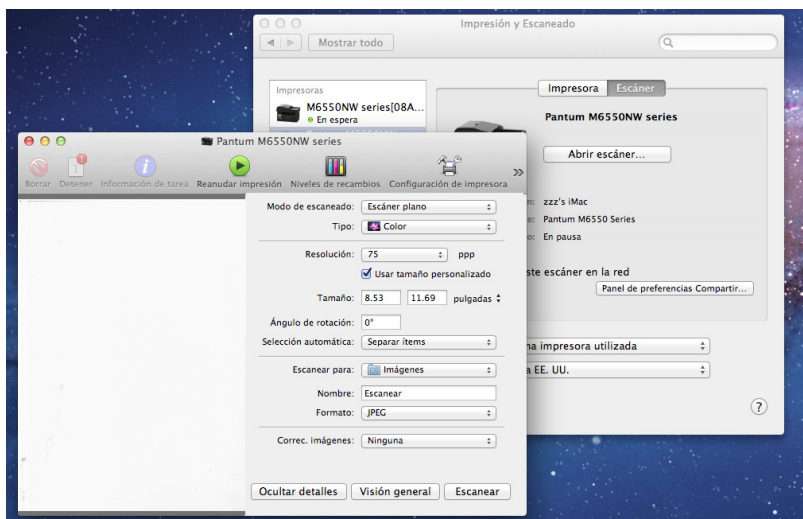 Impresión y Escaneado
Mostrar todo
Impresoras
M6550NW series[08A...
En espera
Impresora
Escáner
Pantum M6550NW series
Abrir escáner...
zzz's iMac
Pantum M6550 Series
En pausa
ste escáner en la red
Panel de preferencias Compartir...
na impresora utilizada
a EE. UU.
?
Pantum M6550NW series
Borrar Detener Información de tarea Reanudar impresión Niveles de recambios Configuración de impresora
Modo de escaneado: Escáner plano
Tipo: Color
Resolución: 75 ppp
Usar tamaño personalizado
Tamaño: 8.53 11.69 pulgadas
Ángulo de rotación: 0°
Selección automática: Separar ítems
Escanear para: Imágenes
Nombre: Escanear
Formato: JPEG
Correc. imágenes: Ninguna
Ocultar detalles Visión general Escanear